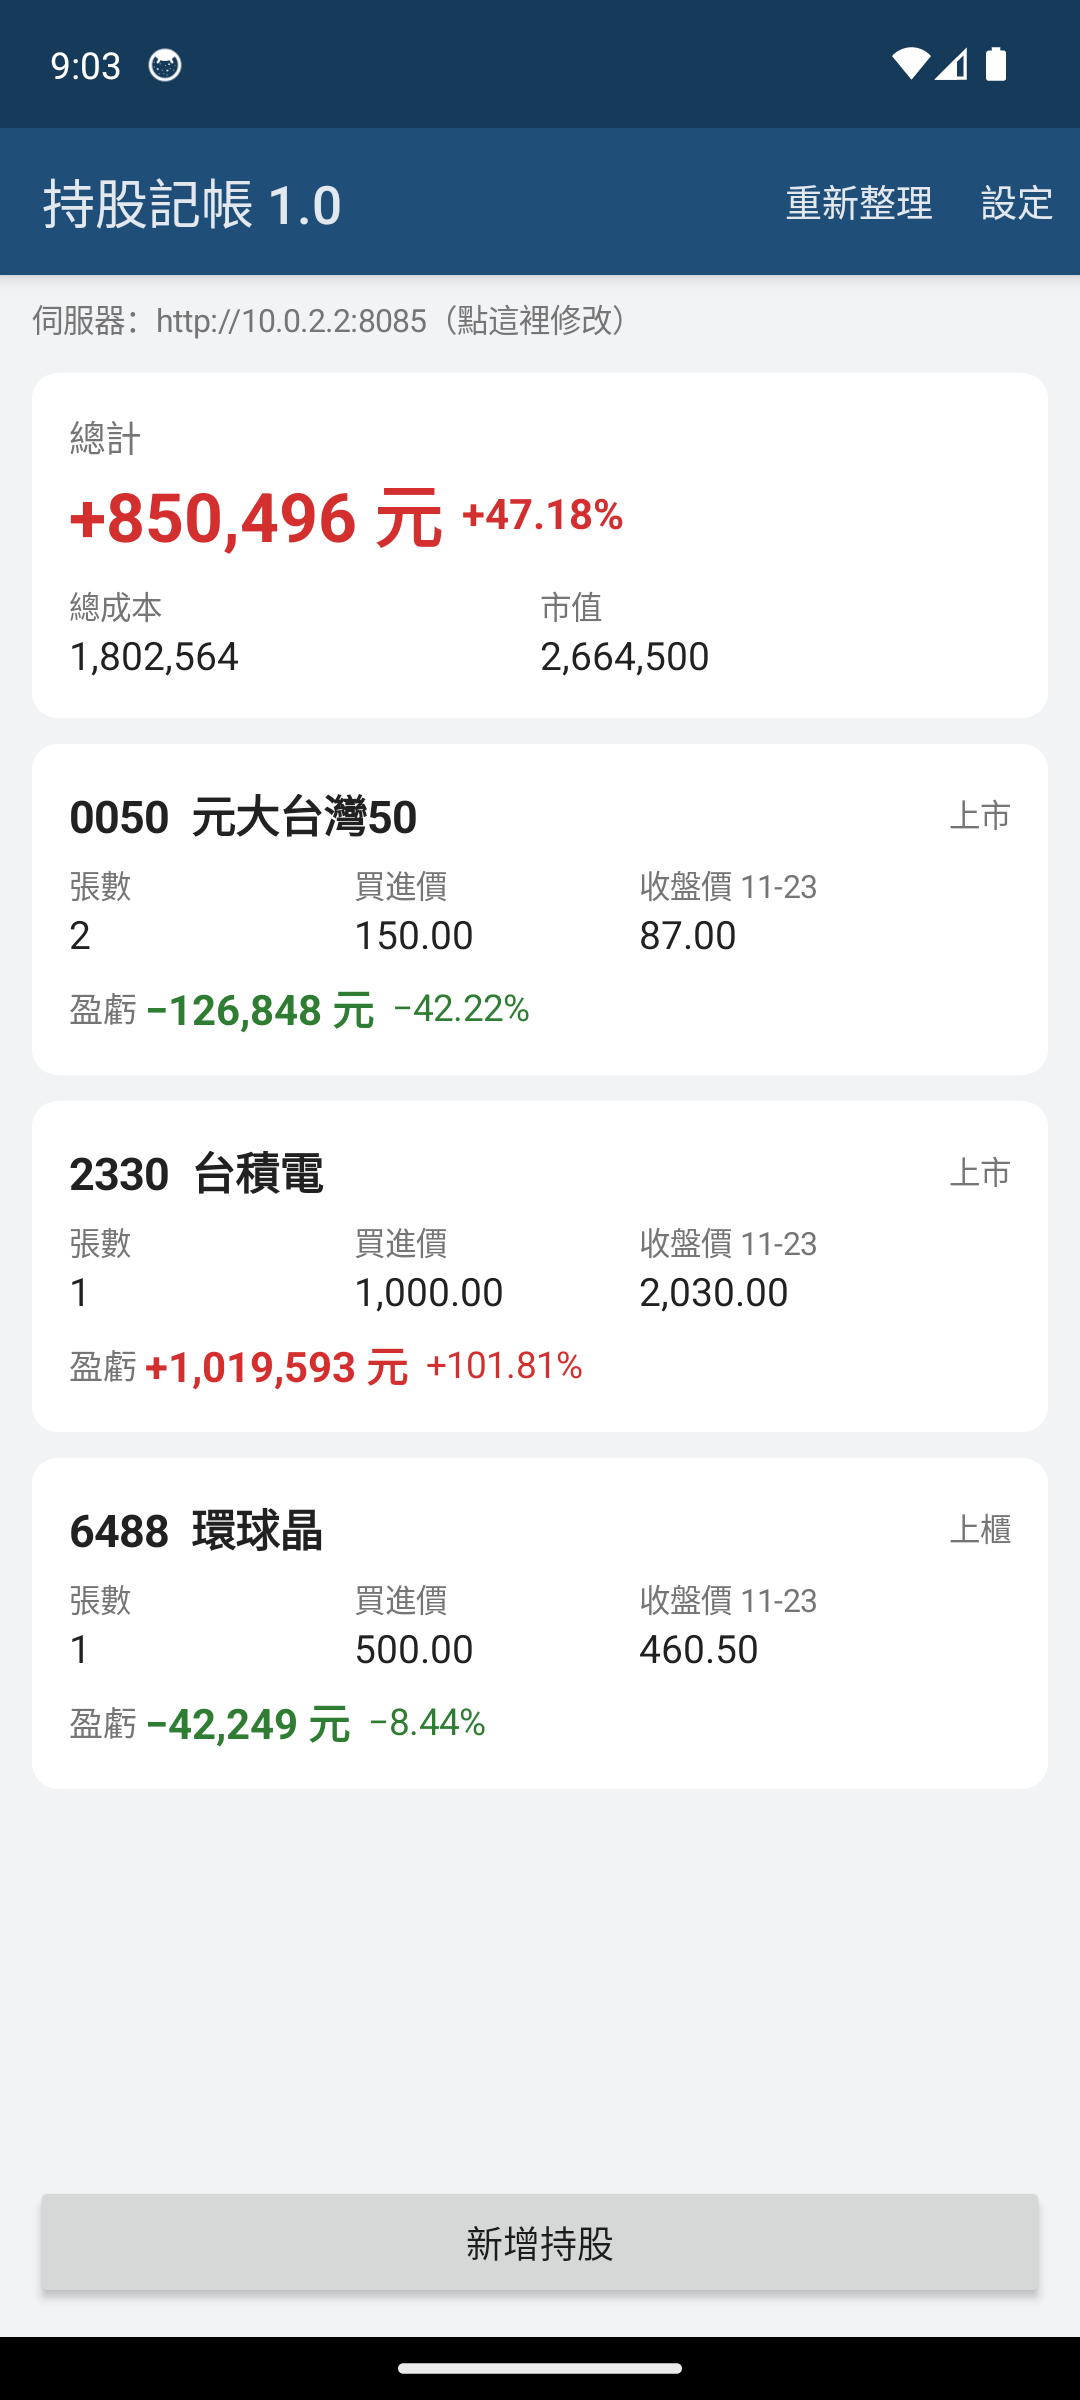 9:03
持股記帳 1.0 重新整理 設定
伺服器：http://10.0.2.2:8085（點這裡修改）
總計
+850,496 元 +47.18%
總成本 市值
1,802,564 2,664,500
0050 元大台灣50 上市
張數 買進價 收盤價 11-23
2 150.00 87.00
盈虧 −126,848 元 −42.22%
2330 台積電 上市
張數 買進價 收盤價 11-23
1 1,000.00 2,030.00
盈虧 +1,019,593 元 +101.81%
6488 環球晶 上櫃
張數 買進價 收盤價 11-23
1 500.00 460.50
盈虧 −42,249 元 −8.44%
新增持股